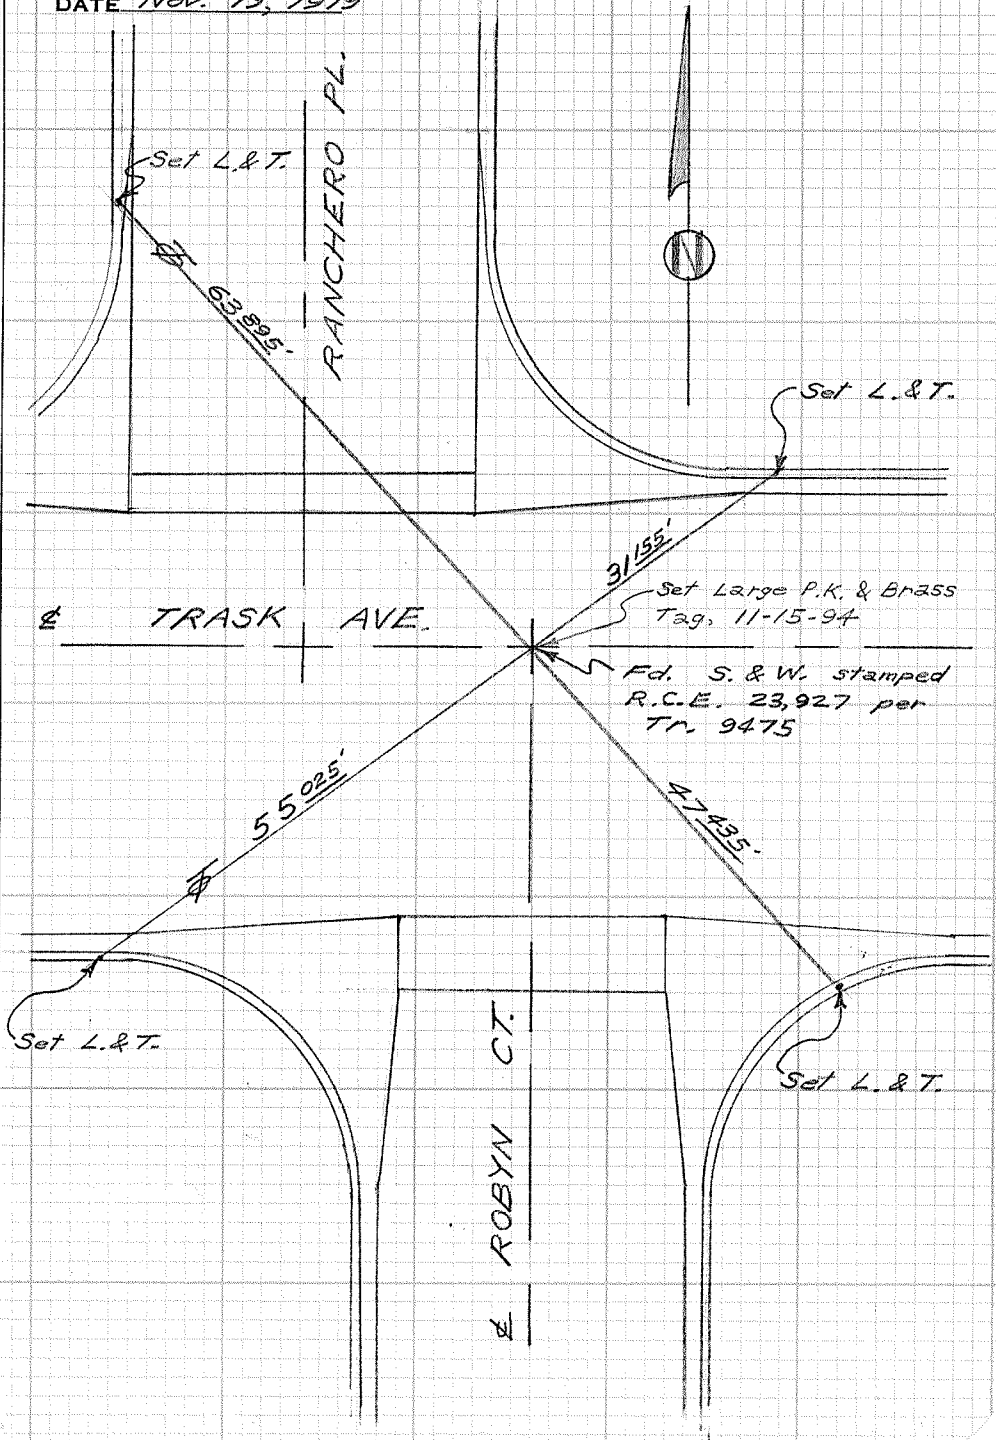 DATE Nov. 15, 1979
RANCHERO PL.
Set L.& T.
63 895'
N
Set L.& T.
31 155'
Set Large P.K. & Brass
Tag, 11-15-94
℄ TRASK AVE.
Fd. S. & W. stamped
R.C.E. 23,927 per
Tr. 9475
55 025'
47 435'
Set L.& T.
Set L.& T.
℄ ROBYN CT.